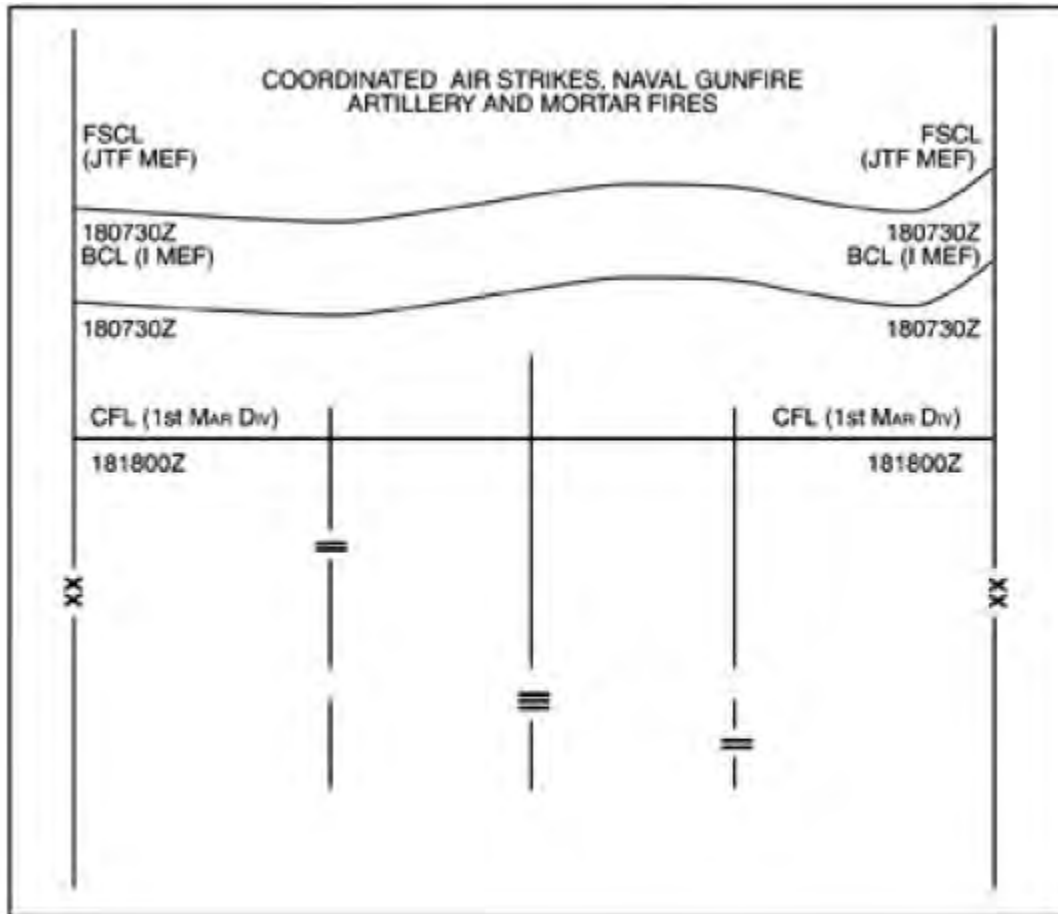 COORDINATED AIR STRIKES, NAVAL GUNFIRE
ARTILLERY AND MORTAR FIRES
FSCL
(JTF MEF)
FSCL
(JTF MEF)
180730Z
BCL (I MEF)
180730Z
BCL (I MEF)
180730Z
180730Z
CFL (1st MAR DIV)
CFL (1st MAR DIV)
181800Z
181800Z
XX
XX